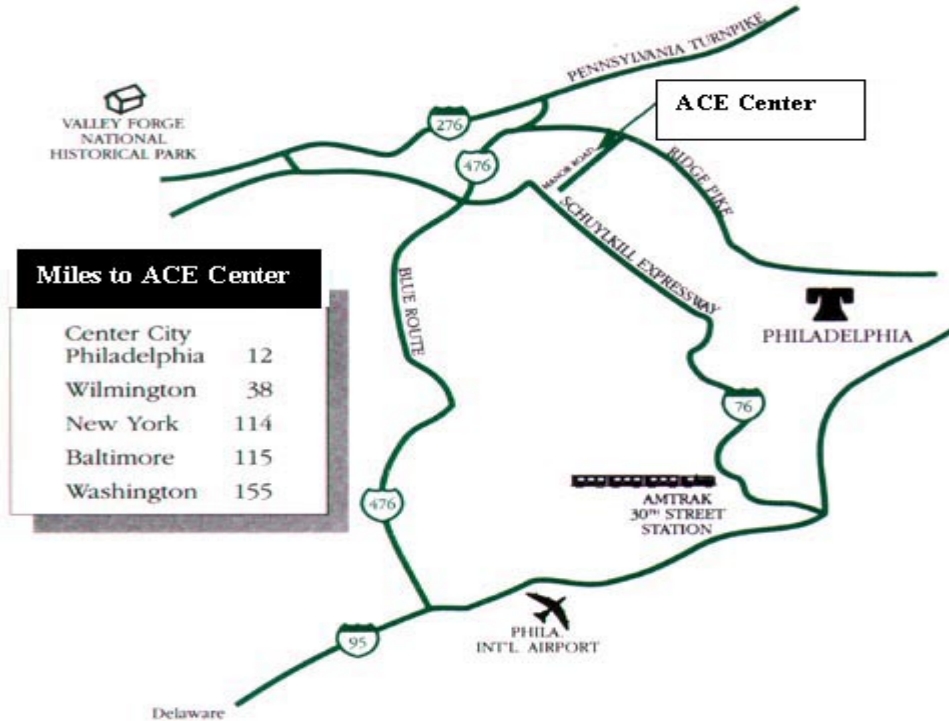 PENNSYLVANIA TURNPIKE
ACE Center
VALLEY FORGE
NATIONAL
HISTORICAL PARK
276
476
MANOR ROAD
RIDGE PIKE
SCHUYLKILL EXPRESSWAY
BLUE ROUTE
Miles to ACE Center
Center City
Philadelphia 12
Wilmington 38
New York 114
Baltimore 115
Washington 155
PHILADELPHIA
76
476
AMTRAK
30TH STREET
STATION
95
PHILA.
INT'L. AIRPORT
Delaware